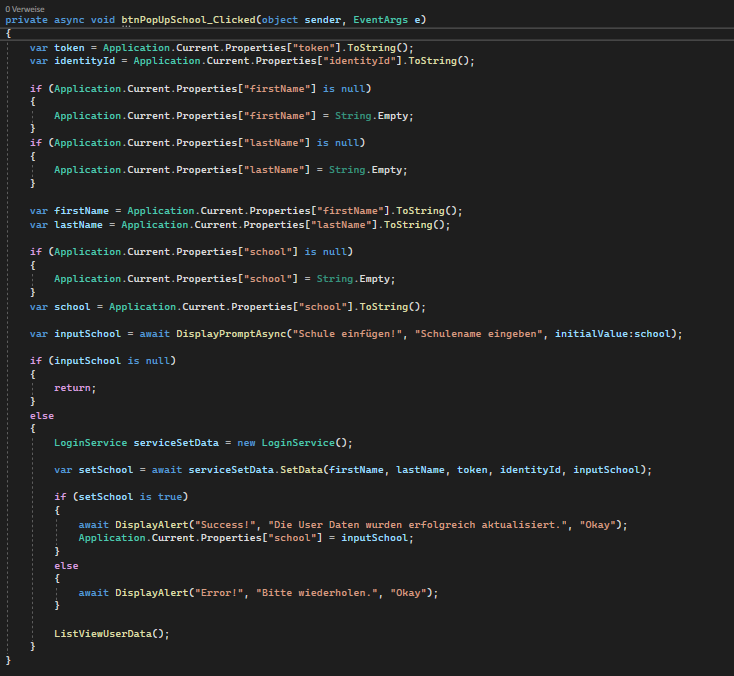 0 Verweise
private async void btnPopUpSchool_Clicked(object sender, EventArgs e)
{
    var token = Application.Current.Properties["token"].ToString();
    var identityId = Application.Current.Properties["identityId"].ToString();

    if (Application.Current.Properties["firstName"] is null)
    {
        Application.Current.Properties["firstName"] = String.Empty;
    }
    if (Application.Current.Properties["lastName"] is null)
    {
        Application.Current.Properties["lastName"] = String.Empty;
    }

    var firstName = Application.Current.Properties["firstName"].ToString();
    var lastName = Application.Current.Properties["lastName"].ToString();

    if (Application.Current.Properties["school"] is null)
    {
        Application.Current.Properties["school"] = String.Empty;
    }
    var school = Application.Current.Properties["school"].ToString();

    var inputSchool = await DisplayPromptAsync("Schule einfügen!", "Schulename eingeben", initialValue:school);

    if (inputSchool is null)
    {
        return;
    }
    else
    {
        LoginService serviceSetData = new LoginService();

        var setSchool = await serviceSetData.SetData(firstName, lastName, token, identityId, inputSchool);

        if (setSchool is true)
        {
            await DisplayAlert("Success!", "Die User Daten wurden erfolgreich aktualisiert.", "Okay");
            Application.Current.Properties["school"] = inputSchool;
        }
        else
        {
            await DisplayAlert("Error!", "Bitte wiederholen.", "Okay");
        }

        ListViewUserData();
    }
}